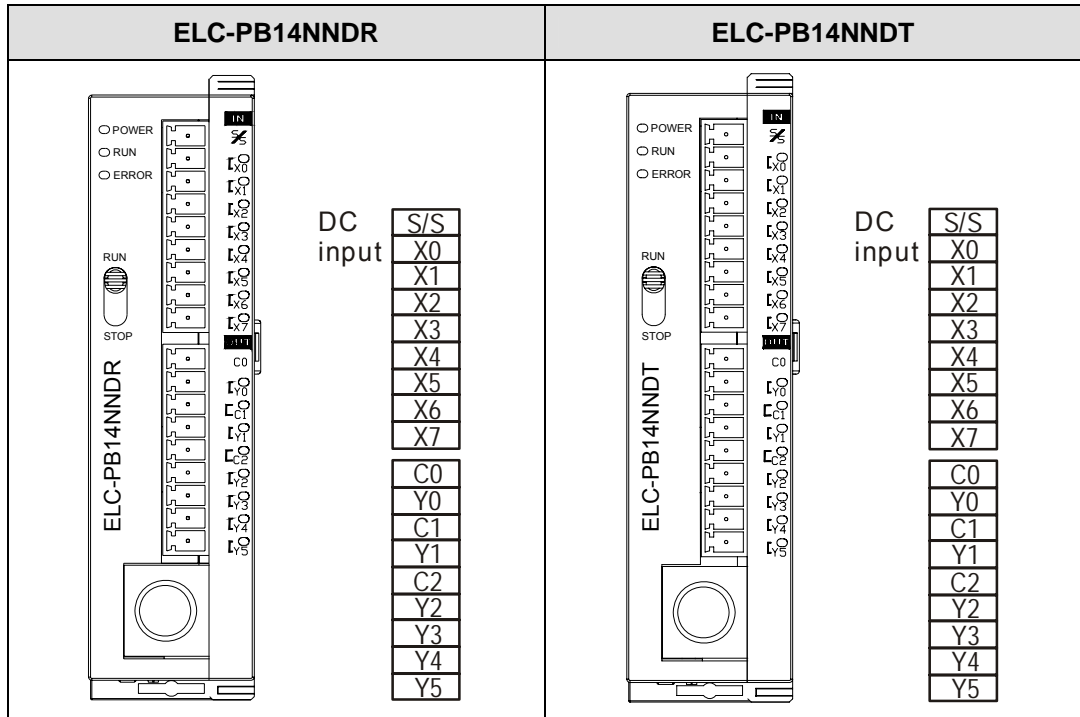 ELC-PB14NNDR
ELC-PB14NNDT
POWER
RUN
ERROR
RUN
STOP
ELC-PB14NNDR
IN
S/S
X0
X1
X2
X3
X4
X5
X6
X7
OUT
C0
Y0
C1
Y1
C2
Y2
Y3
Y4
Y5
DC
input
S/S
X0
X1
X2
X3
X4
X5
X6
X7
C0
Y0
C1
Y1
C2
Y2
Y3
Y4
Y5
POWER
RUN
ERROR
RUN
STOP
ELC-PB14NNDT
IN
S/S
X0
X1
X2
X3
X4
X5
X6
X7
OUT
C0
Y0
C1
Y1
C2
Y2
Y3
Y4
Y5
DC
input
S/S
X0
X1
X2
X3
X4
X5
X6
X7
C0
Y0
C1
Y1
C2
Y2
Y3
Y4
Y5